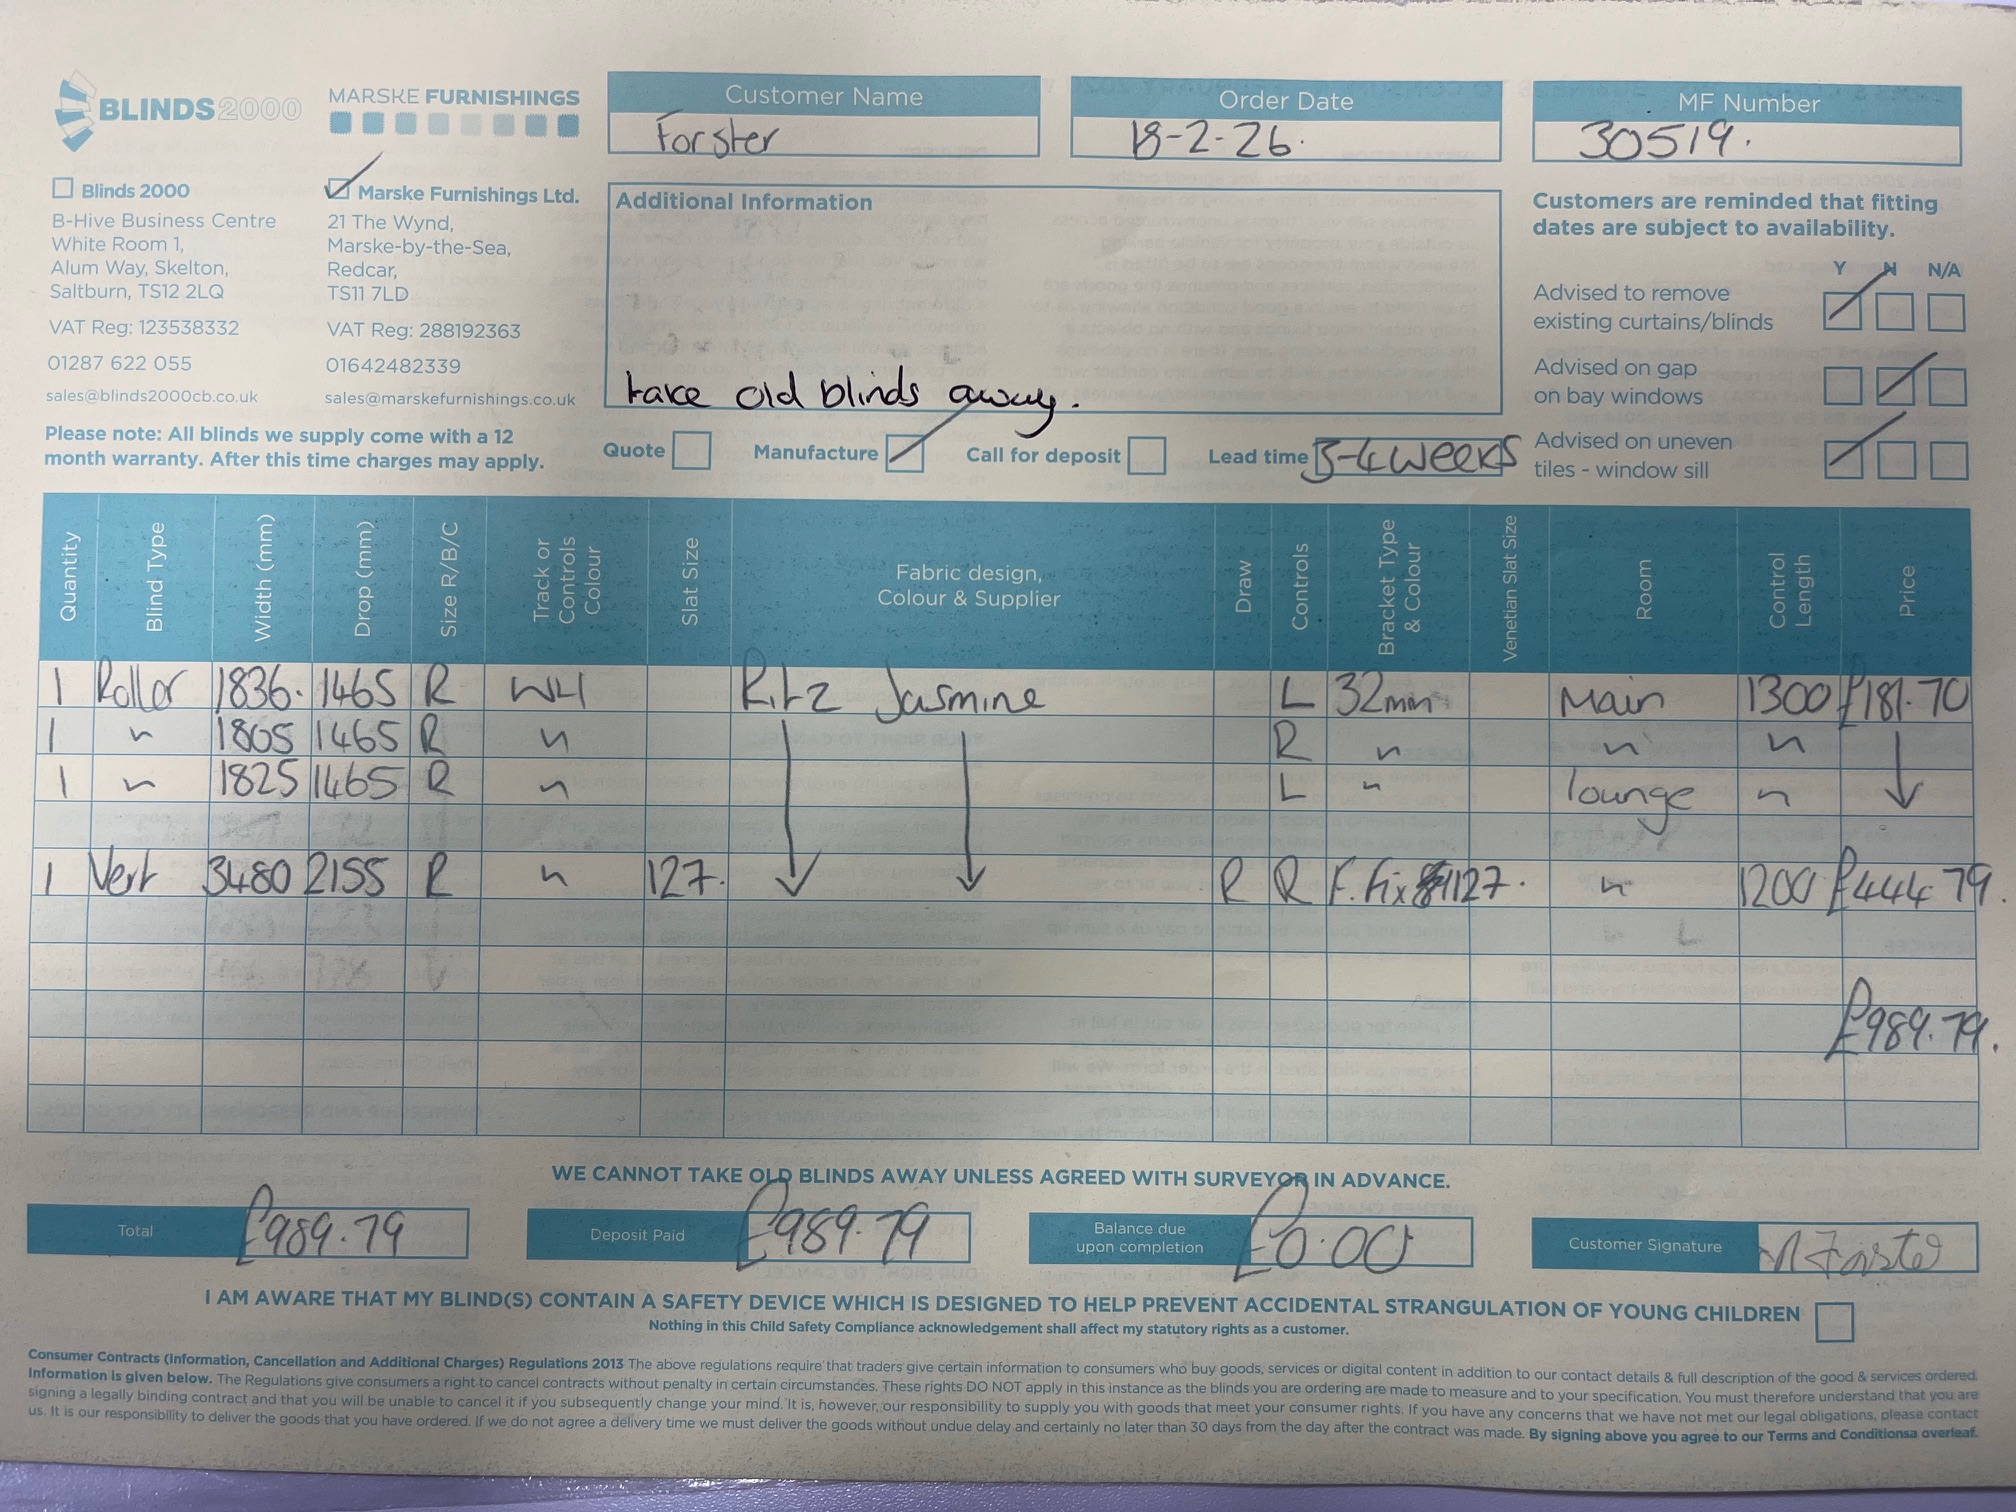 BLINDS2000
MARSKE FURNISHINGS
Customer Name
Forster
Order Date
18-2-26.
MF Number
30519.
Blinds 2000
B-Hive Business Centre
White Room 1,
Alum Way, Skelton,
Saltburn, TS12 2LQ
VAT Reg: 123538332
01287 622 055
sales@blinds2000cb.co.uk
Marske Furnishings Ltd.
21 The Wynd,
Marske-by-the-Sea,
Redcar,
TS11 7LD
VAT Reg: 288192363
01642482339
sales@marskefurnishings.co.uk
Additional Information
take old blinds away.
Customers are reminded that fitting
dates are subject to availability.
Y N N/A
Advised to remove
existing curtains/blinds
Advised on gap
on bay windows
Advised on uneven
tiles - window sill
Please note: All blinds we supply come with a 12
month warranty. After this time charges may apply.
Quote Manufacture Call for deposit Lead time 3-4 weeks
Quantity Blind Type Width (mm) Drop (mm) Size R/B/C Track or Controls Colour Slat Size Fabric design, Colour & Supplier Draw Controls Bracket Type & Colour Venetian Slat Size Room Control Length Price
1 Roller 1836. 1465 R WH Ritz Jasmine L 32mm Main 1300 £181.70
1 " 1805 1465 R " R " " "
1 " 1825 1465 R " L " lounge "
1 Vert 3480 2155 R " 127. R R F.Fix 127. " 1200 £444.79.
£989.79.
WE CANNOT TAKE OLD BLINDS AWAY UNLESS AGREED WITH SURVEYOR IN ADVANCE.
Total £989.79
Deposit Paid £989.79
Balance due upon completion £0.00
Customer Signature Forster
I AM AWARE THAT MY BLIND(S) CONTAIN A SAFETY DEVICE WHICH IS DESIGNED TO HELP PREVENT ACCIDENTAL STRANGULATION OF YOUNG CHILDREN
Nothing in this Child Safety Compliance acknowledgement shall affect my statutory rights as a customer.
Consumer Contracts (Information, Cancellation and Additional Charges) Regulations 2013 The above regulations require that traders give certain information to consumers who buy goods, services or digital content in addition to our contact details & full description of the good & services ordered.
Information is given below. The Regulations give consumers a right to cancel contracts without penalty in certain circumstances. These rights DO NOT apply in this instance as the blinds you are ordering are made to measure and to your specification. You must therefore understand that you are
signing a legally binding contract and that you will be unable to cancel it if you subsequently change your mind. It is, however, our responsibility to supply you with goods that meet your consumer rights. If you have any concerns that we have not met our legal obligations, please contact
us. It is our responsibility to deliver the goods that you have ordered. If we do not agree a delivery time we must deliver the goods without undue delay and certainly no later than 30 days from the day after the contract was made. By signing above you agree to our Terms and Conditionsa overleaf.